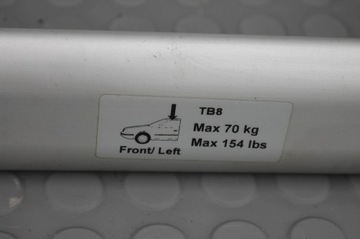 TB8
Max 70 kg
Max 154 lbs
Front/ Left